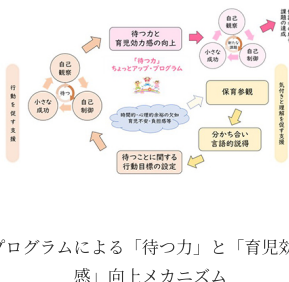 待つ力と
育児効力感の向上
自己
観察
小さな
成功
自己
制御
課題の達成
「待つ力」
ちょっとアップ・プログラム
自己
観察
小さな
成功
待つ
自己
制御
行動を促す支援
気付きと理解を促す支援
保育参観
時間的・心理的余裕の欠如
育児不安・負担感等
分かち合い
言語的説得
待つことに関する
行動目標の設定
プログラムによる「待つ力」と「育児効
感」向上メカニズム